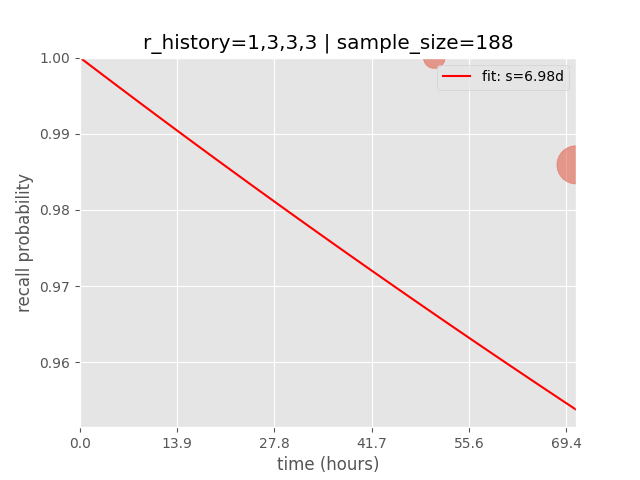 r_history=1,3,3,3 | sample_size=188
1.00
0.99
0.98
0.97
0.96
recall probability
fit: s=6.98d
0.0 13.9 27.8 41.7 55.6 69.4
time (hours)